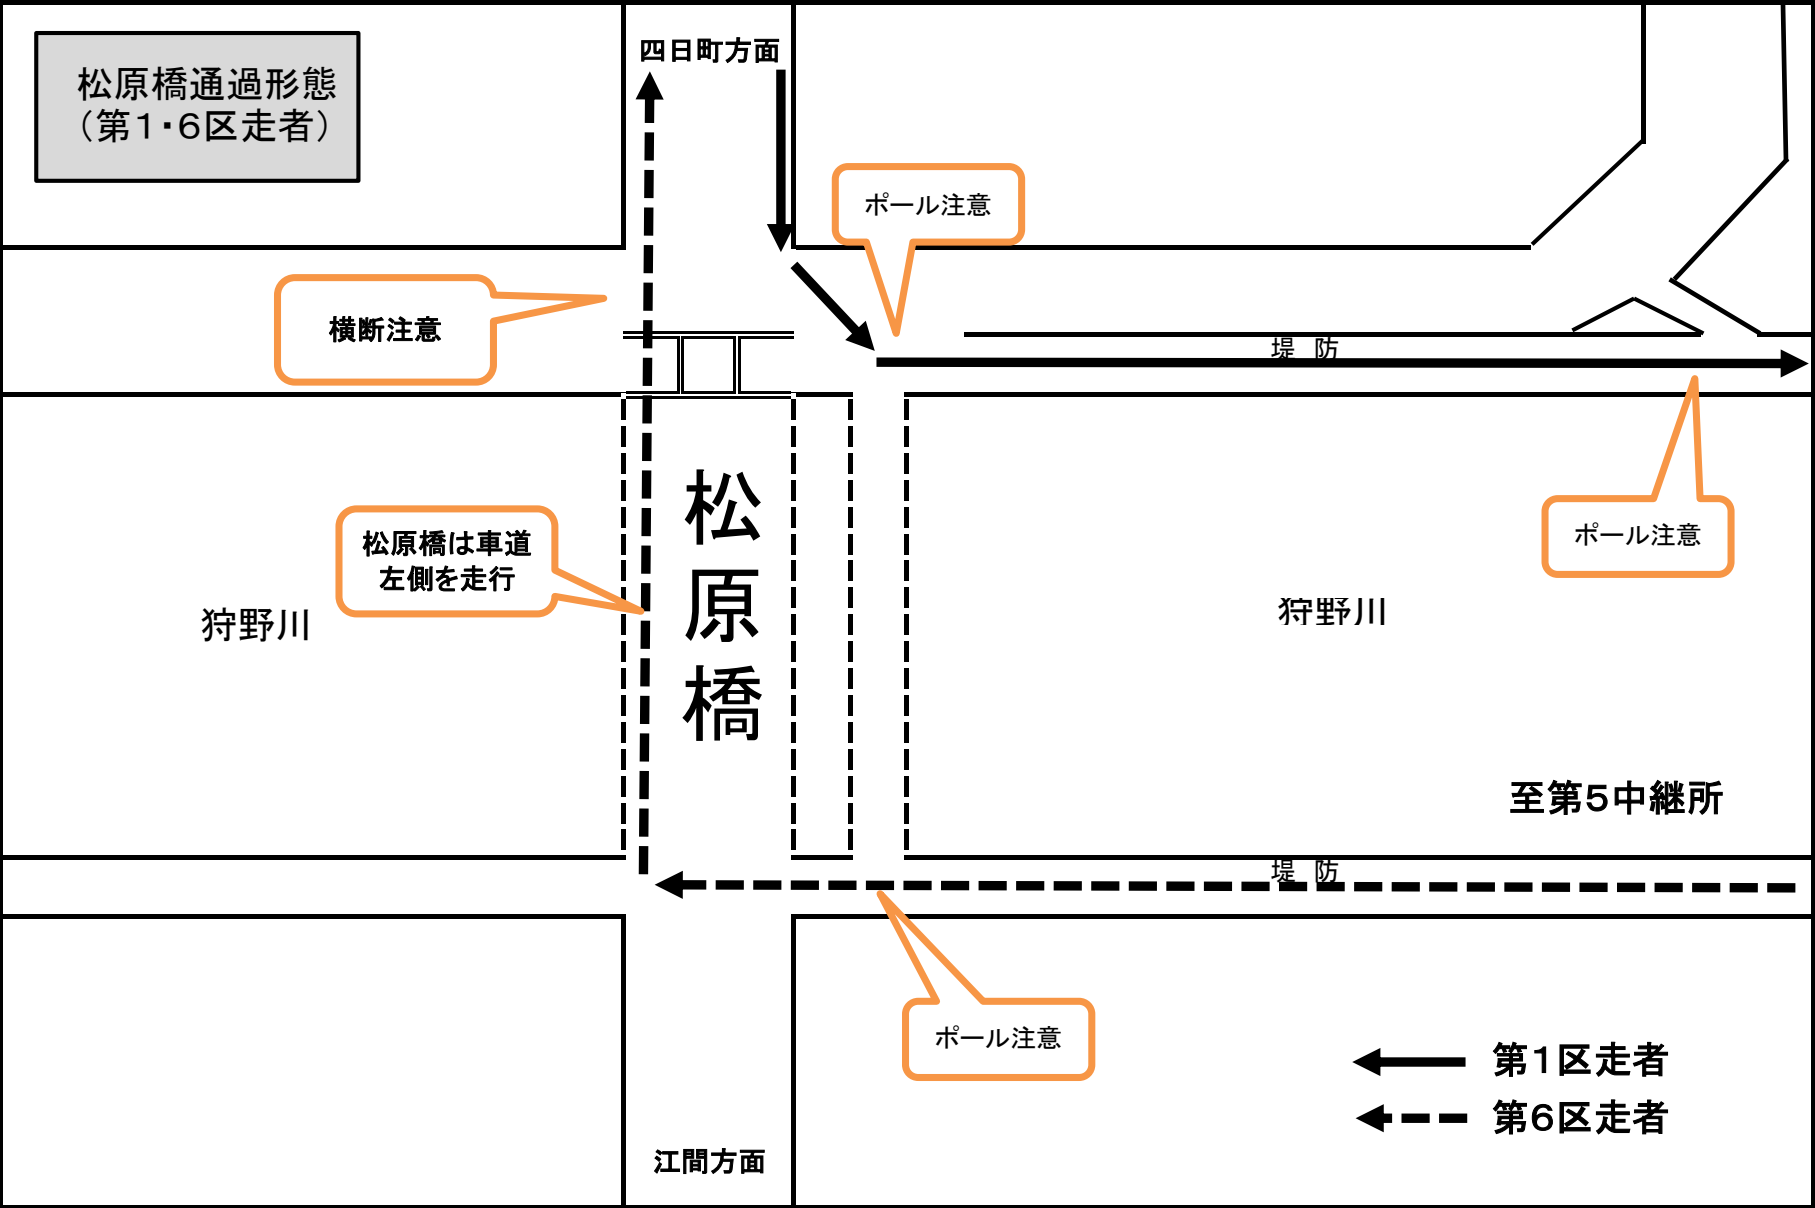 松原橋通過形態
（第１・６区走者）
四日町方面
ポール注意
横断注意
堤　防
松原橋は車道
左側を走行
松原橋
ポール注意
狩野川
狩野川
至第５中継所
堤　防
ポール注意
第１区走者
第６区走者
江間方面